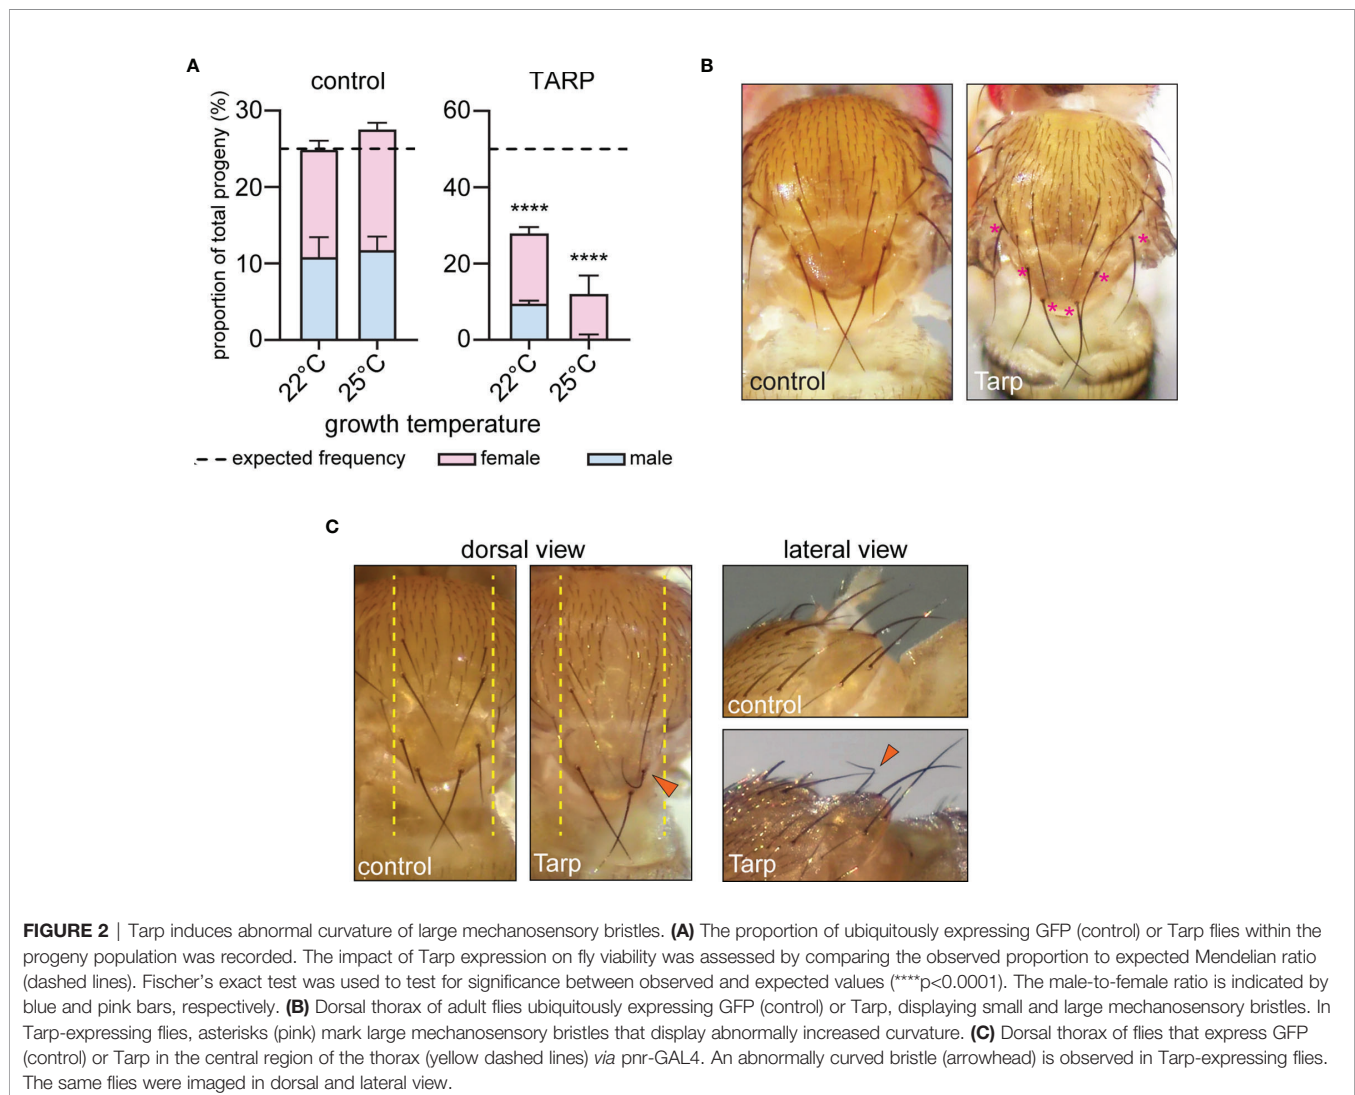 A
control
TARP
proportion of total progeny (%)
30
20
10
0
60
40
20
0
****
****
22°C
25°C
22°C
25°C
growth temperature
expected frequency
female
male
B
control
Tarp
*
*
*
*
*
*
C
dorsal view
lateral view
control
Tarp
control
Tarp
FIGURE 2 | Tarp induces abnormal curvature of large mechanosensory bristles. (A) The proportion of ubiquitously expressing GFP (control) or Tarp flies within the
progeny population was recorded. The impact of Tarp expression on fly viability was assessed by comparing the observed proportion to expected Mendelian ratio
(dashed lines). Fischer's exact test was used to test for significance between observed and expected values (****p<0.0001). The male-to-female ratio is indicated by
blue and pink bars, respectively. (B) Dorsal thorax of adult flies ubiquitously expressing GFP (control) or Tarp, displaying small and large mechanosensory bristles. In
Tarp-expressing flies, asterisks (pink) mark large mechanosensory bristles that display abnormally increased curvature. (C) Dorsal thorax of flies that express GFP
(control) or Tarp in the central region of the thorax (yellow dashed lines) via pnr-GAL4. An abnormally curved bristle (arrowhead) is observed in Tarp-expressing flies.
The same flies were imaged in dorsal and lateral view.